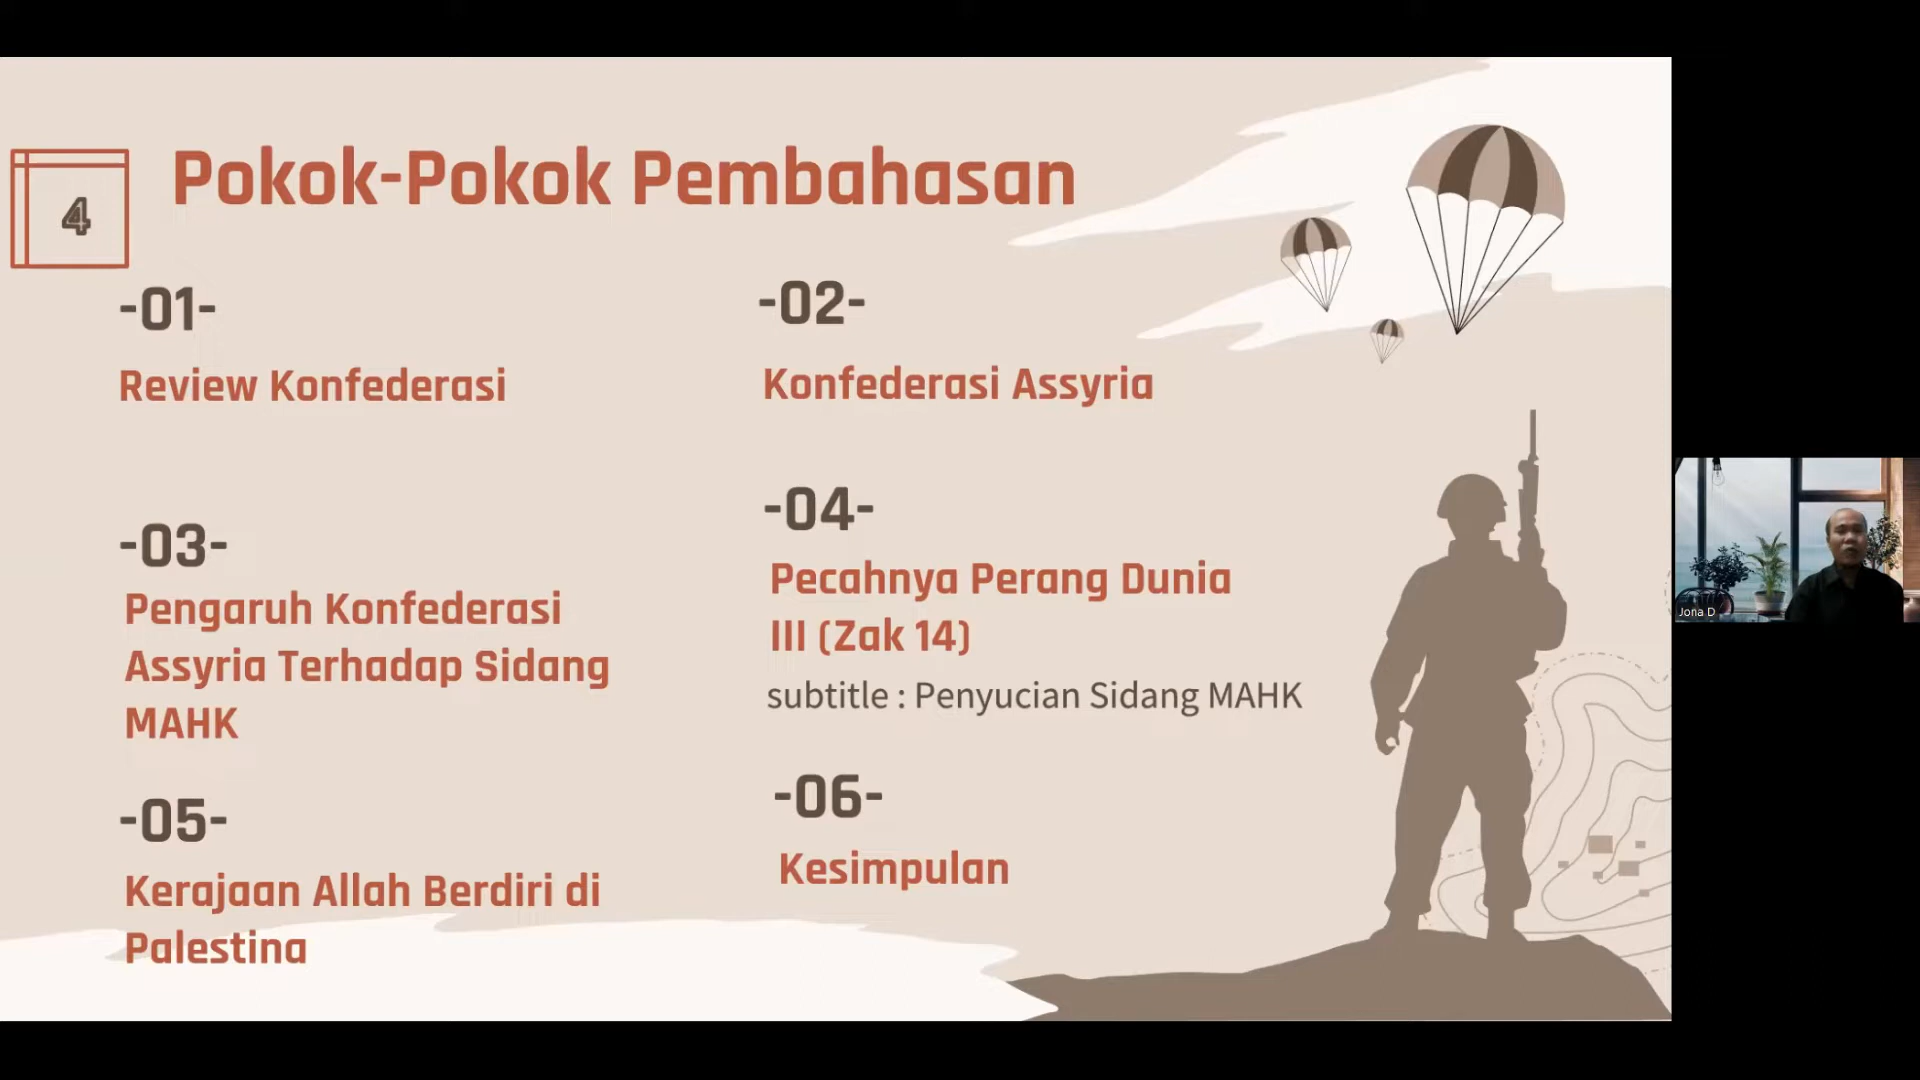 4
Pokok-Pokok Pembahasan
-01-
Review Konfederasi
-02-
Konfederasi Assyria
-03-
Pengaruh Konfederasi
Assyria Terhadap Sidang
MAHK
-04-
Pecahnya Perang Dunia
III (Zak 14)
subtitle : Penyucian Sidang MAHK
-05-
Kerajaan Allah Berdiri di
Palestina
-06-
Kesimpulan
Jona D